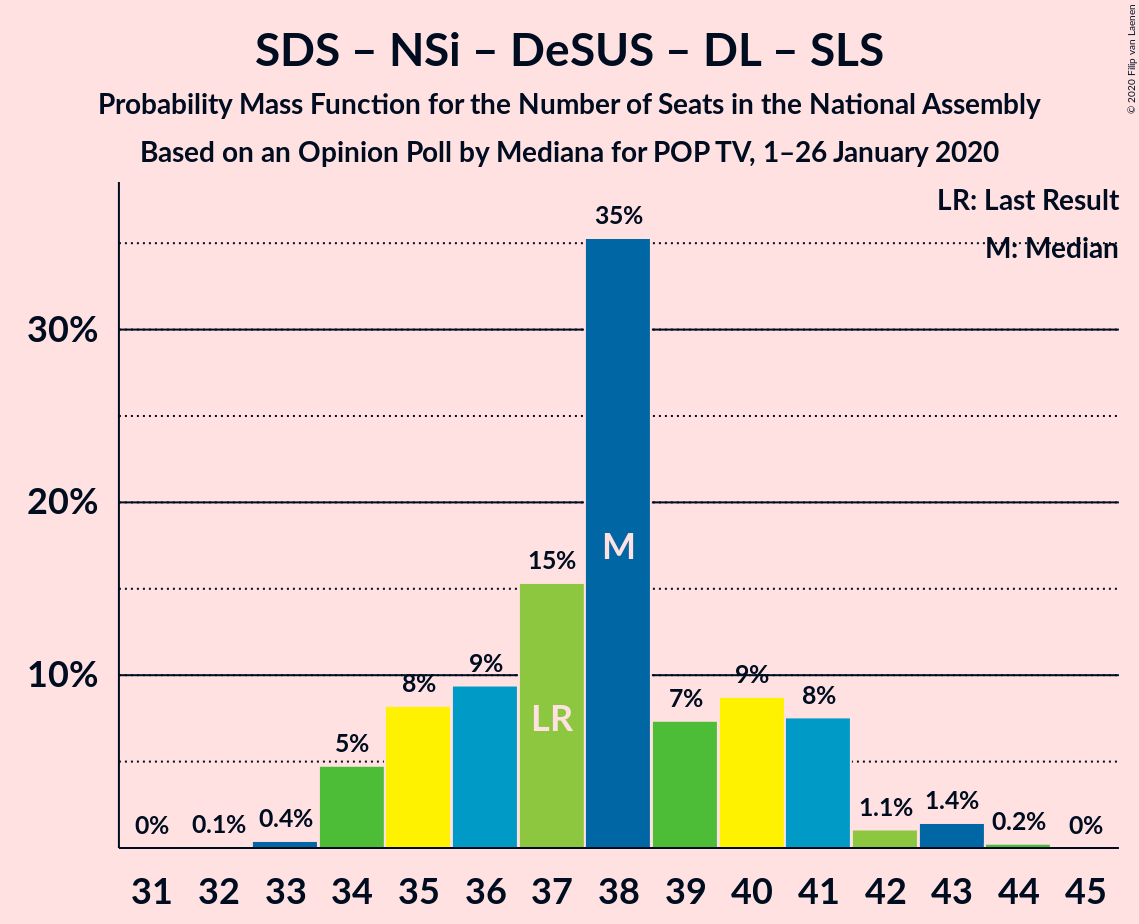 SDS – NSi – DeSUS – DL – SLS
Probability Mass Function for the Number of Seats in the National Assembly
Based on an Opinion Poll by Mediana for POP TV, 1–26 January 2020
© 2020 Filip van Laenen
LR: Last Result
M: Median
30%
20%
10%
0%
0.1%
0.4%
5%
8%
9%
15%
35%
7%
9%
8%
1.1%
1.4%
0.2%
0%
LR
M
31 32 33 34 35 36 37 38 39 40 41 42 43 44 45